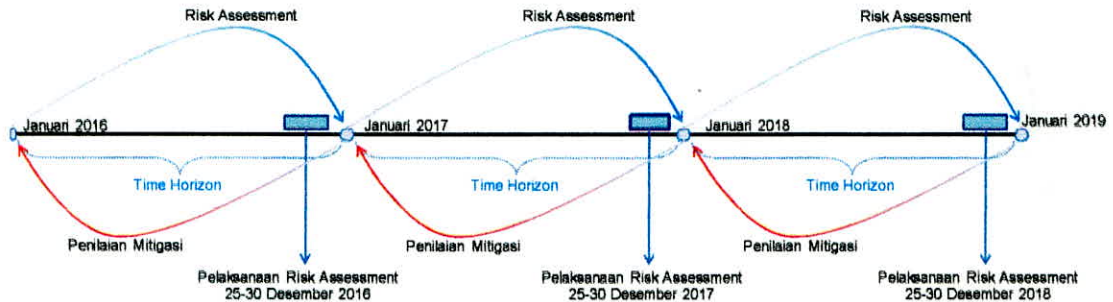 Risk Assessment
Risk Assessment
Risk Assessment
Januari 2016
Januari 2017
Januari 2018
Januari 2019
Time Horizon
Time Horizon
Time Horizon
Penilaian Mitigasi
Penilaian Mitigasi
Penilaian Mitigasi
Pelaksanaan Risk Assessment
25-30 Desember 2016
Pelaksanaan Risk Assessment
25-30 Desember 2017
Pelaksanaan Risk Assessment
25-30 Desember 2018